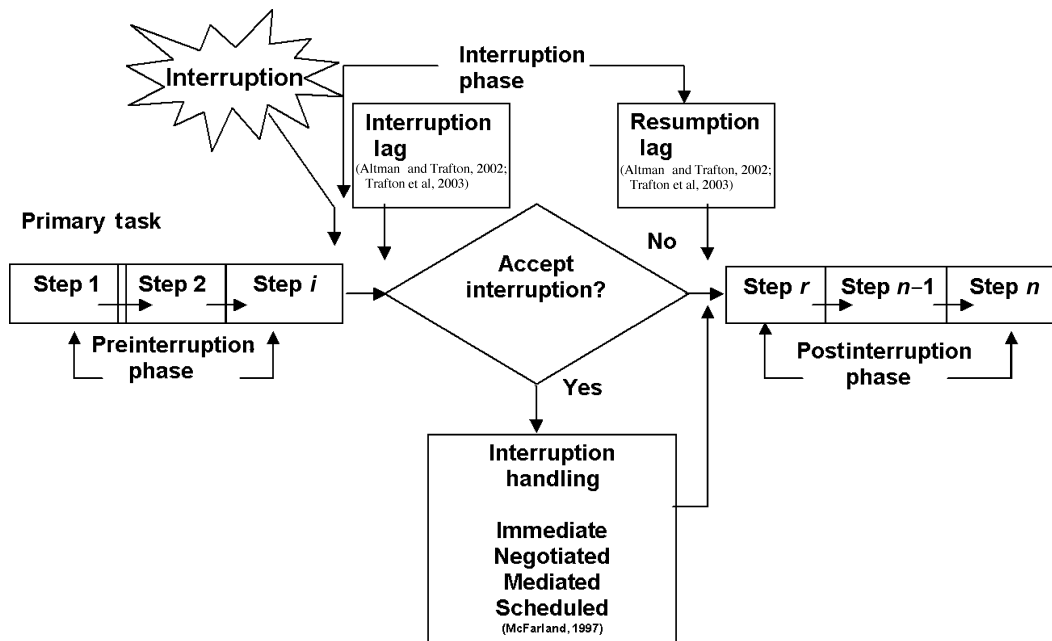 Interruption
Interruption
phase
Interruption
lag
(Altman and Trafton, 2002;
Trafton et al, 2003)
Resumption
lag
(Altman and Trafton, 2002;
Trafton et al, 2003)
Primary task
No
Step 1
Step 2
Step i
Accept
interruption?
Step r
Step n–1
Step n
Preinterruption
phase
Postinterruption
phase
Yes
Interruption
handling
Immediate
Negotiated
Mediated
Scheduled
(McFarland, 1997)